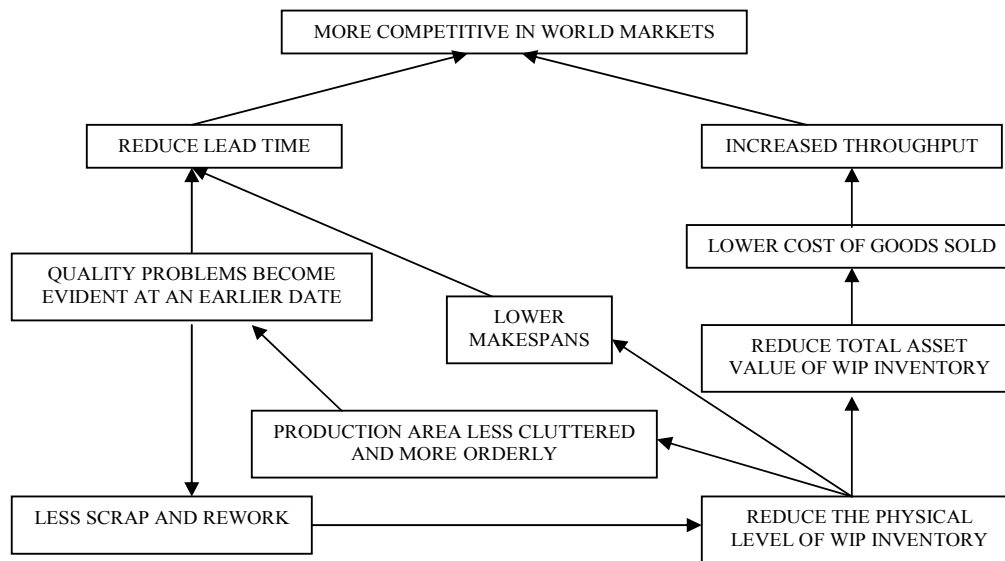 MORE COMPETITIVE IN WORLD MARKETS
REDUCE LEAD TIME
INCREASED THROUGHPUT
LOWER COST OF GOODS SOLD
QUALITY PROBLEMS BECOME
EVIDENT AT AN EARLIER DATE
LOWER
MAKESPANS
REDUCE TOTAL ASSET
VALUE OF WIP INVENTORY
PRODUCTION AREA LESS CLUTTERED
AND MORE ORDERLY
LESS SCRAP AND REWORK
REDUCE THE PHYSICAL
LEVEL OF WIP INVENTORY